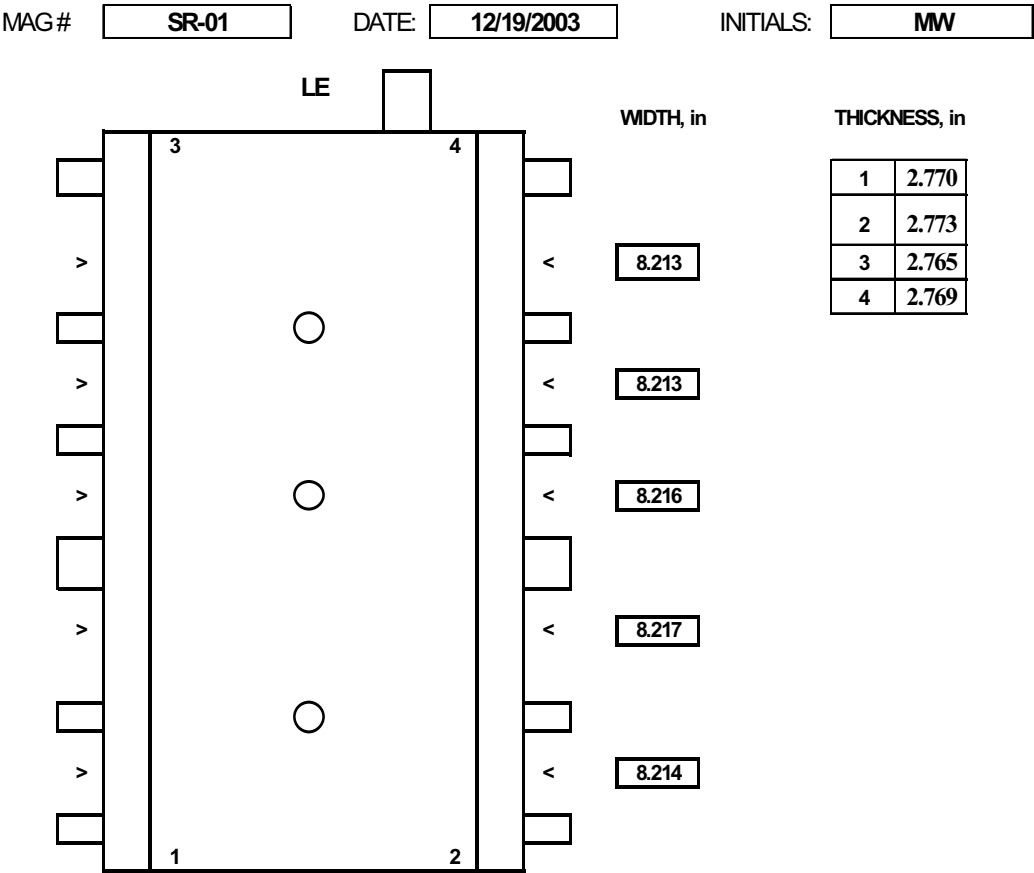 MAG # SR-01 DATE: 12/19/2003 INITIALS: MW
LE
WIDTH, in THICKNESS, in
3 4
1 2.770
2 2.773
> < 8.213 3 2.765
4 2.769
> < 8.213
> < 8.216
> < 8.217
> < 8.214
1 2